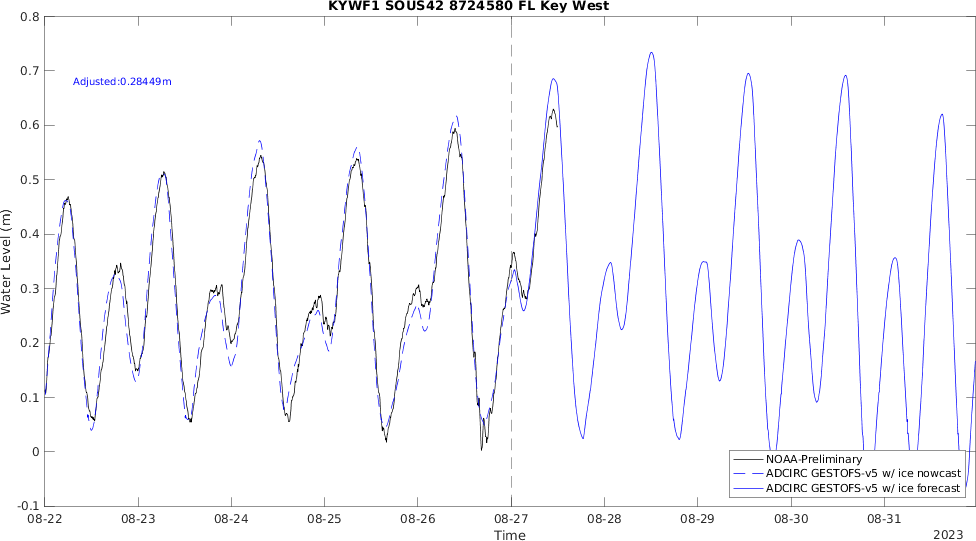 KYWF1 SOUS42 8724580 FL Key West
0.8
0.7
Adjusted:0.28449m
0.6
0.5
0.4
Water Level (m)
0.3
0.2
0.1
0
-0.1
NOAA-Preliminary
ADCIRC GESTOFS-v5 w/ ice nowcast
ADCIRC GESTOFS-v5 w/ ice forecast
08-22 08-23 08-24 08-25 08-26 08-27 08-28 08-29 08-30 08-31
Time
2023